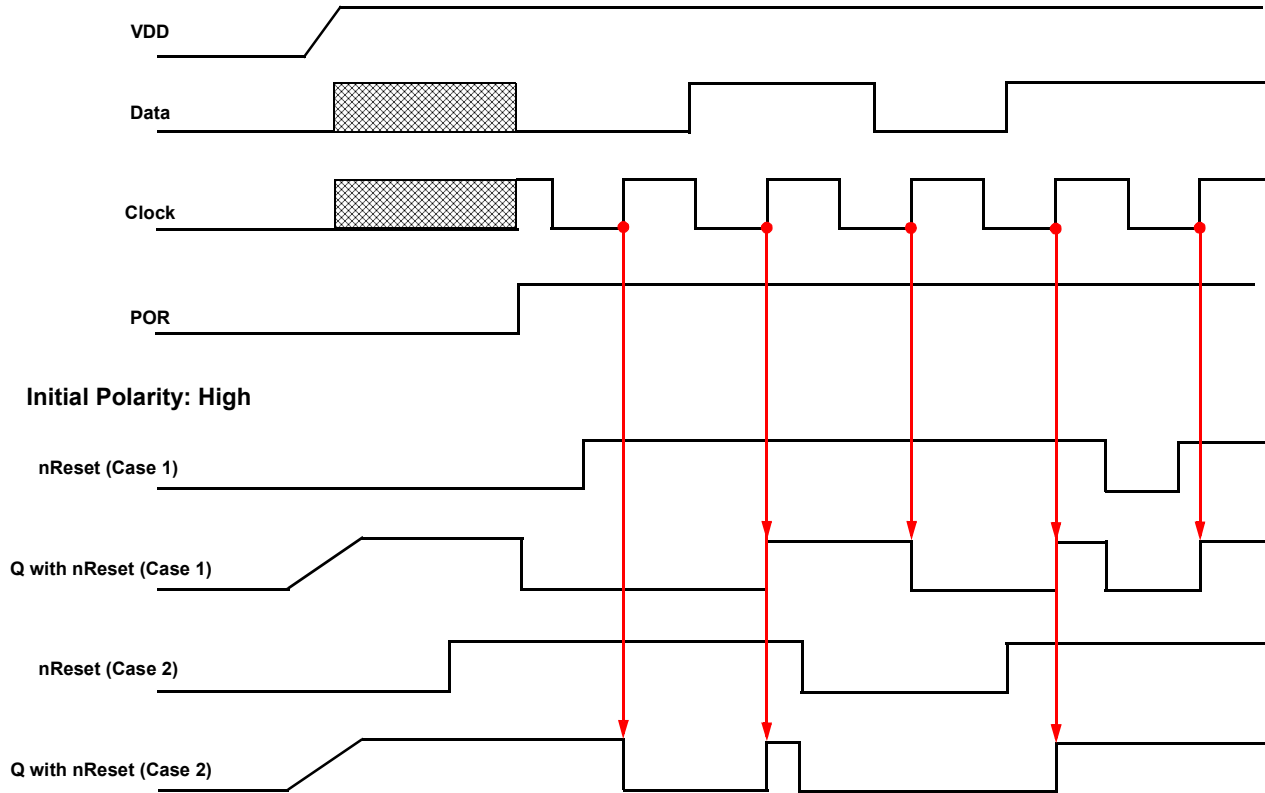 VDD
Data
Clock
POR
Initial Polarity: High
nReset (Case 1)
Q with nReset (Case 1)
nReset (Case 2)
Q with nReset (Case 2)